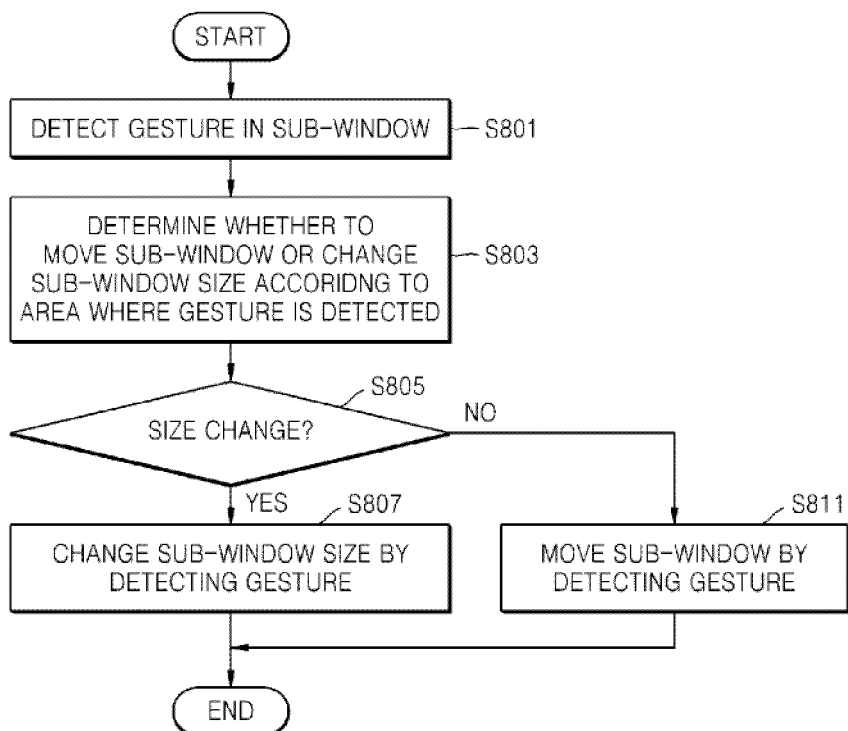 START
DETECT GESTURE IN SUB-WINDOW
S801
DETERMINE WHETHER TO
MOVE SUB-WINDOW OR CHANGE
SUB-WINDOW SIZE ACCORIDNG TO
AREA WHERE GESTURE IS DETECTED
S803
S805
SIZE CHANGE?
NO
YES
S807
CHANGE SUB-WINDOW SIZE BY
DETECTING GESTURE
S811
MOVE SUB-WINDOW BY
DETECTING GESTURE
END